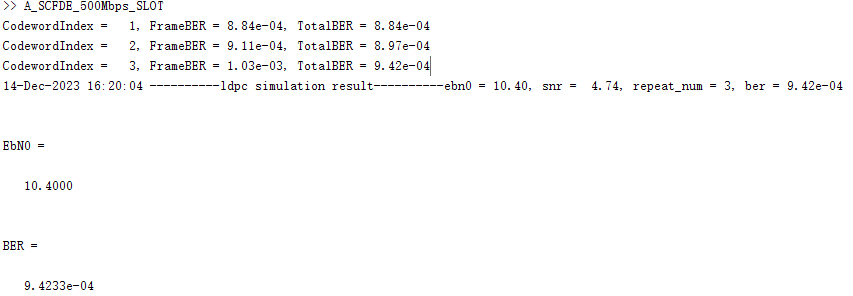 >> A_SCFDE_500Mbps_SLOT
CodewordIndex =   1, FrameBER = 8.84e-04, TotalBER = 8.84e-04
CodewordIndex =   2, FrameBER = 9.11e-04, TotalBER = 8.97e-04
CodewordIndex =   3, FrameBER = 1.03e-03, TotalBER = 9.42e-04
14-Dec-2023 16:20:04 ----------ldpc simulation result----------ebn0 = 10.40, snr =  4.74, repeat_num = 3, ber = 9.42e-04
EbN0 =
10.4000
BER =
9.4233e-04